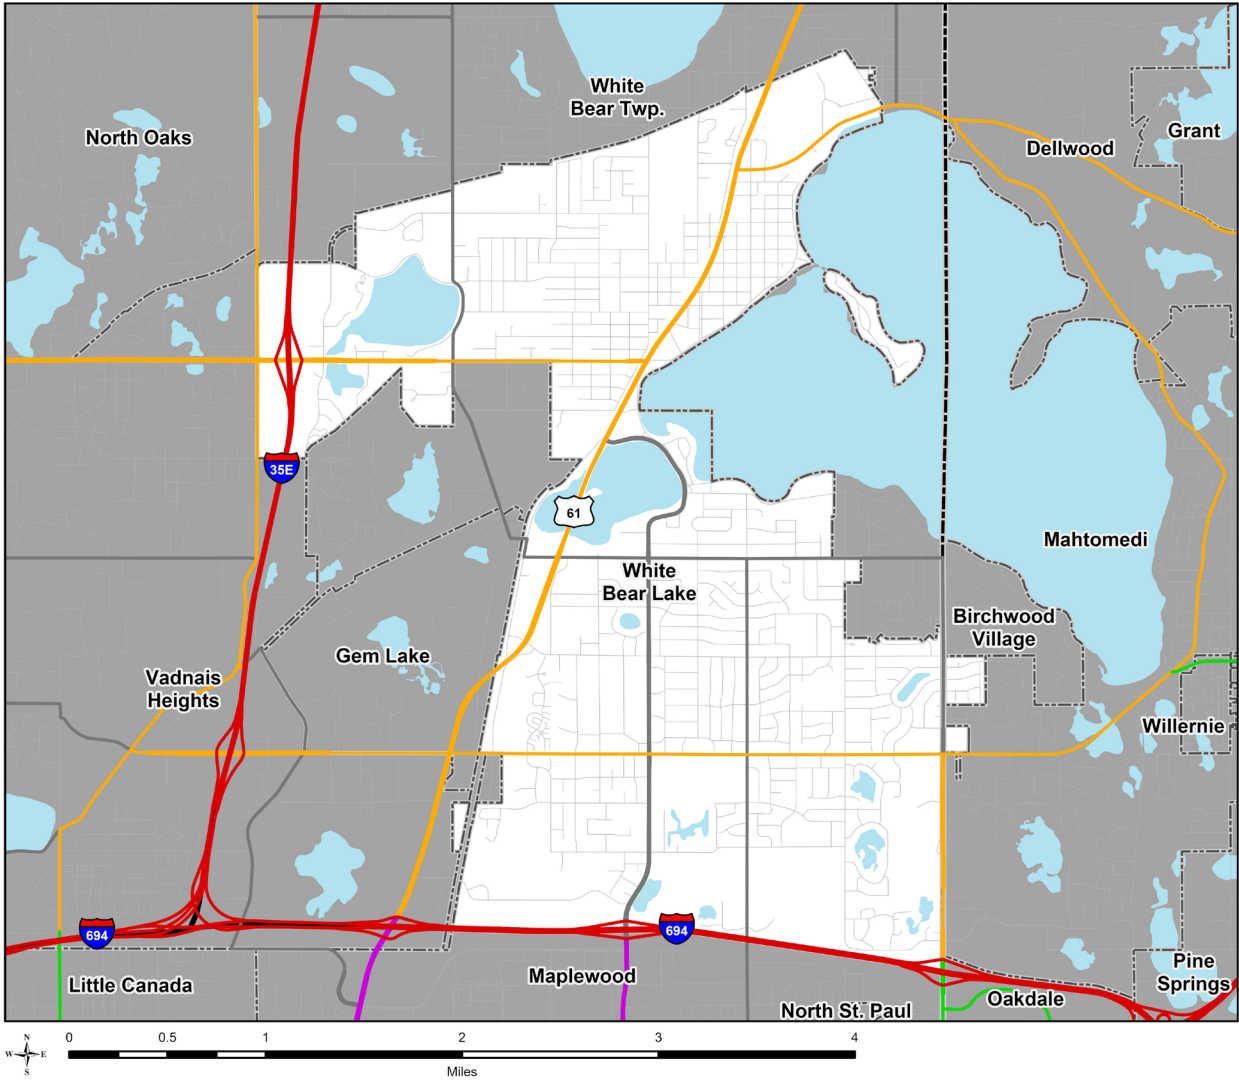 White
Bear Twp.
North Oaks
Grant
Dellwood
35E
61
Mahtomedi
White
Bear Lake
Birchwood
Village
Gem Lake
Vadnais
Heights
Willernie
694
694
Pine
Springs
Maplewood
Little Canada
Oakdale
North St. Paul
N
W E
S
0 0.5 1 2 3 4
Miles